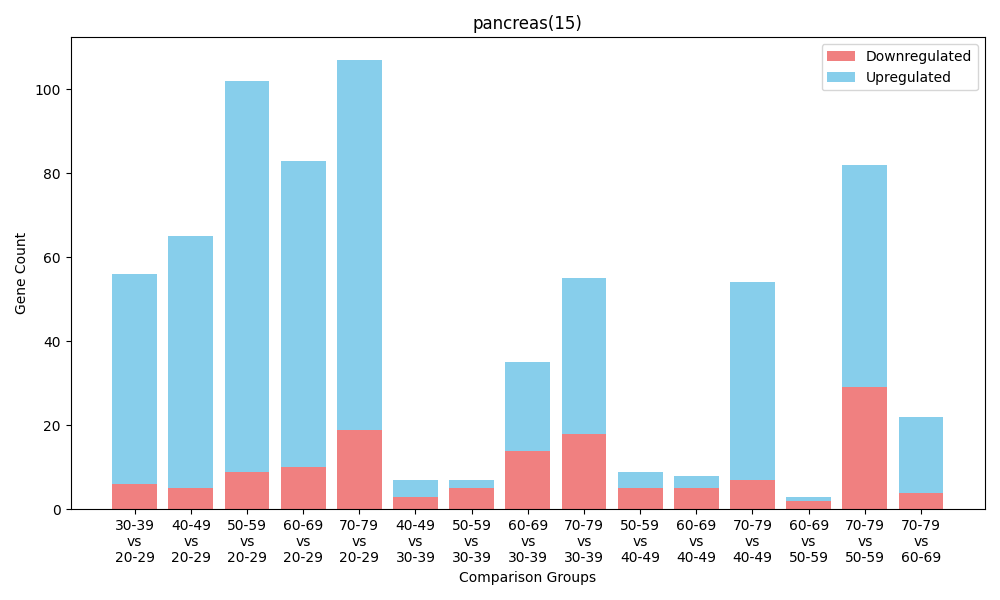 pancreas(15)
Downregulated
Upregulated
Gene Count
100
80
60
40
20
0
30-39 40-49 50-59 60-69 70-79 40-49 50-59 60-69 70-79 50-59 60-69 70-79 60-69 70-79 70-79
vs vs vs vs vs vs vs vs vs vs vs vs vs vs vs
20-29 20-29 20-29 20-29 20-29 30-39 30-39 30-39 30-39 40-49 40-49 40-49 50-59 50-59 60-69
Comparison Groups